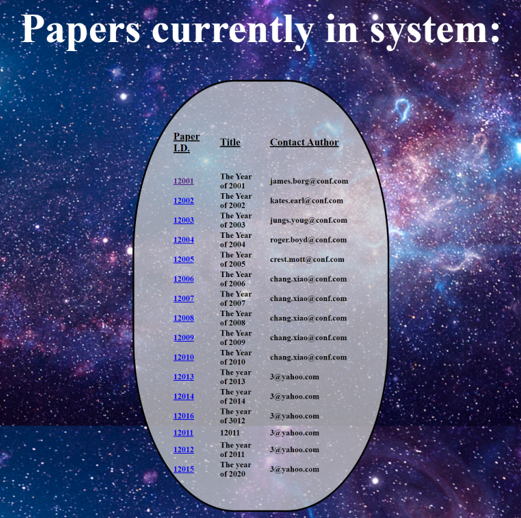 Papers currently in system:
Paper I.D. Title Contact Author
12001 The Year of 2001 james.borg@conf.com
12002 The Year of 2002 kates.earl@conf.com
12003 The Year of 2003 jungs.youg@conf.com
12004 The Year of 2004 roger.boyd@conf.com
12005 The Year of 2005 crest.mott@conf.com
12006 The Year of 2006 chang.xiao@conf.com
12007 The Year of 2007 chang.xiao@conf.com
12008 The Year of 2008 chang.xiao@conf.com
12009 The Year of 2009 chang.xiao@conf.com
12010 The Year of 2010 chang.xiao@conf.com
12013 The year of 2013 3@yahoo.com
12014 The year of 2014 3@yahoo.com
12016 The year of 3012 3@yahoo.com
12011 12011 3@yahoo.com
12012 The year of 2011 3@yahoo.com
12015 The year of 2020 3@yahoo.com